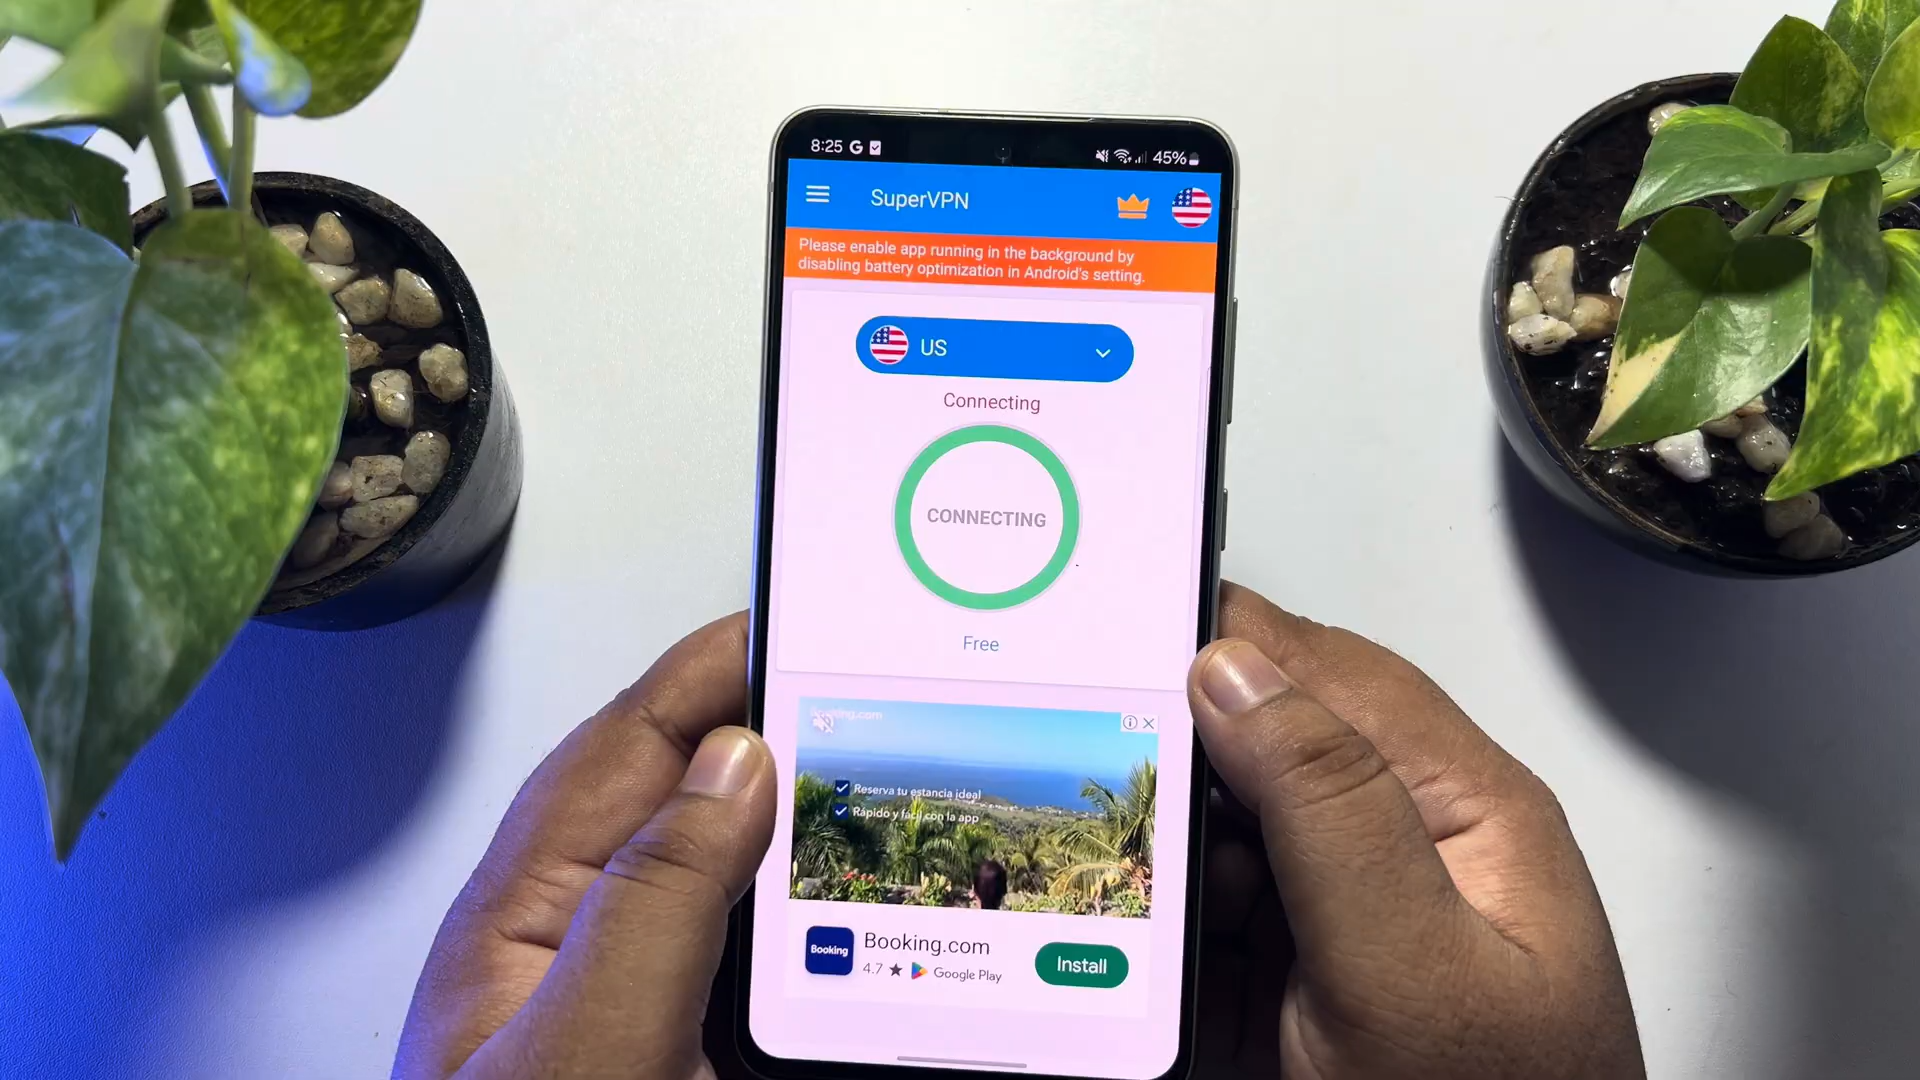 8:25 G
45%
SuperVPN
Please enable app running in the background by
disabling battery optimization in Android's setting.
US
Connecting
CONNECTING
Free
Booking.com
Reserva tu estancia ideal
Rápido y fácil con la app
Booking
Booking.com
4.7 ★ Google Play
Install